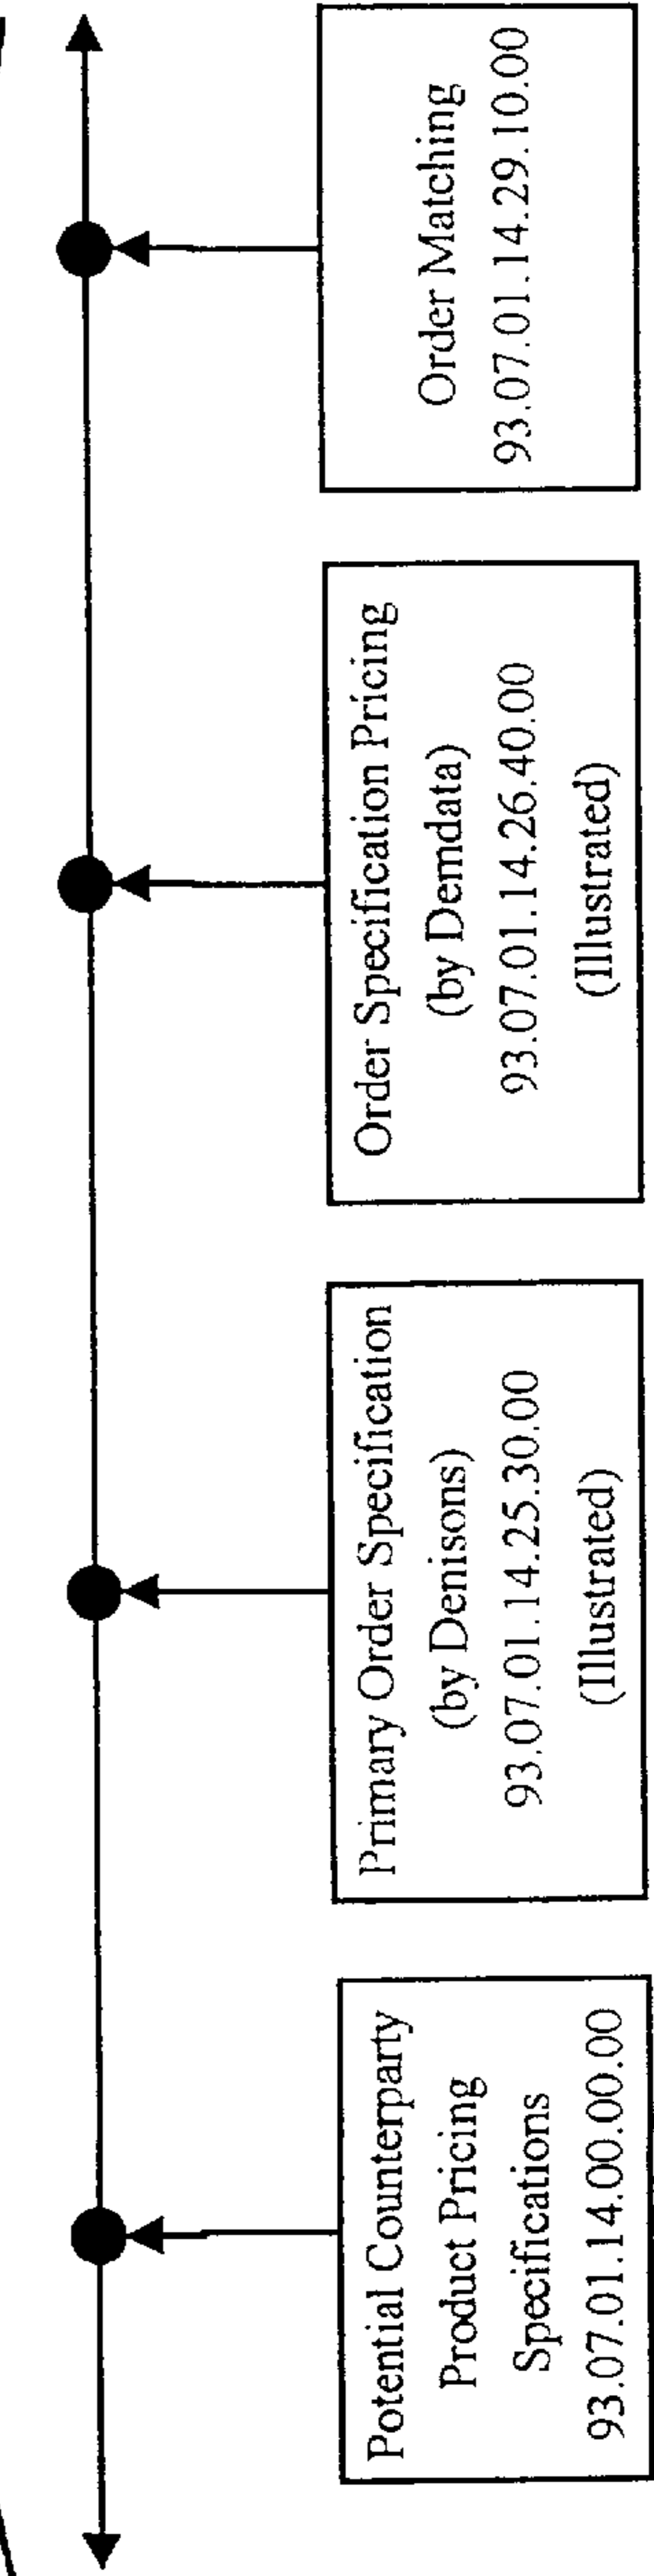 Potential Counterparty
Product Pricing
Specifications
93.07.01.14.00.00.00
Primary Order Specification
(by Denisons)
93.07.01.14.25.30.00
(Illustrated)
Order Specification Pricing
(by Demdata)
93.07.01.14.26.40.00
(Illustrated)
Order Matching
93.07.01.14.29.10.00